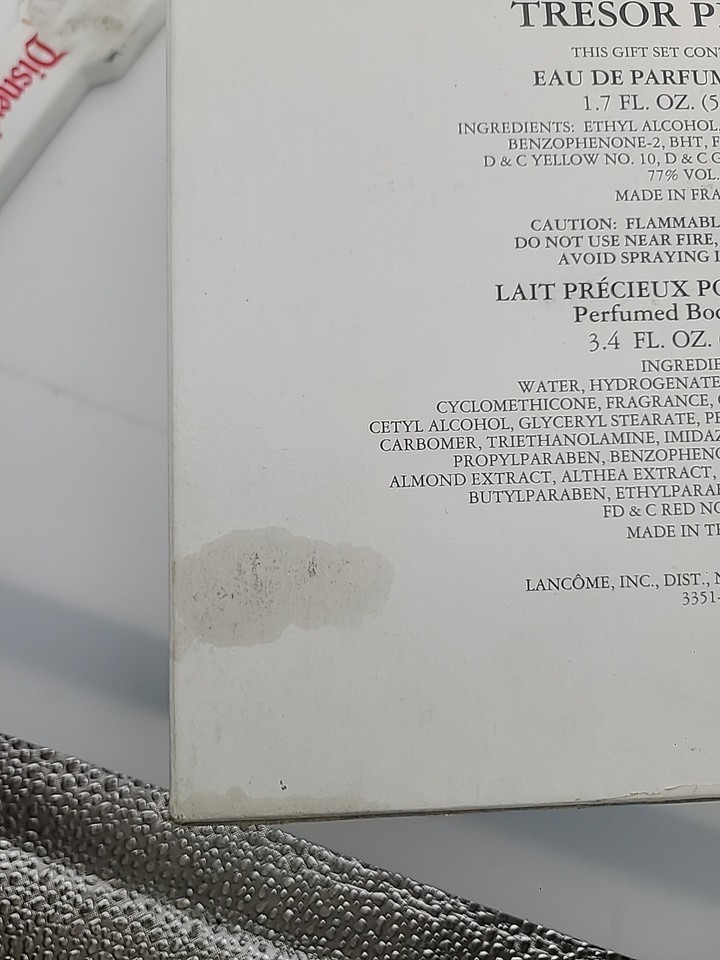 Disney
TRESOR P
THIS GIFT SET CON
EAU DE PARFUM
1.7 FL. OZ. (5
INGREDIENTS: ETHYL ALCOHOL,
BENZOPHENONE-2, BHT, F
D & C YELLOW NO. 10, D & C G
77% VOL.
MADE IN FRA
CAUTION: FLAMMABL
DO NOT USE NEAR FIRE,
AVOID SPRAYING I
LAIT PRÉCIEUX PO
Perfumed Bod
3.4 FL. OZ. (
INGREDIE
WATER, HYDROGENATE
CYCLOMETHICONE, FRAGRANCE,
CETYL ALCOHOL, GLYCERYL STEARATE, PE
CARBOMER, TRIETHANOLAMINE, IMIDAZ
PROPYLPARABEN, BENZOPHENO
ALMOND EXTRACT, ALTHEA EXTRACT,
BUTYLPARABEN, ETHYLPARAB
FD & C RED NO
MADE IN TH
LANCÔME, INC., DIST., N
3351-